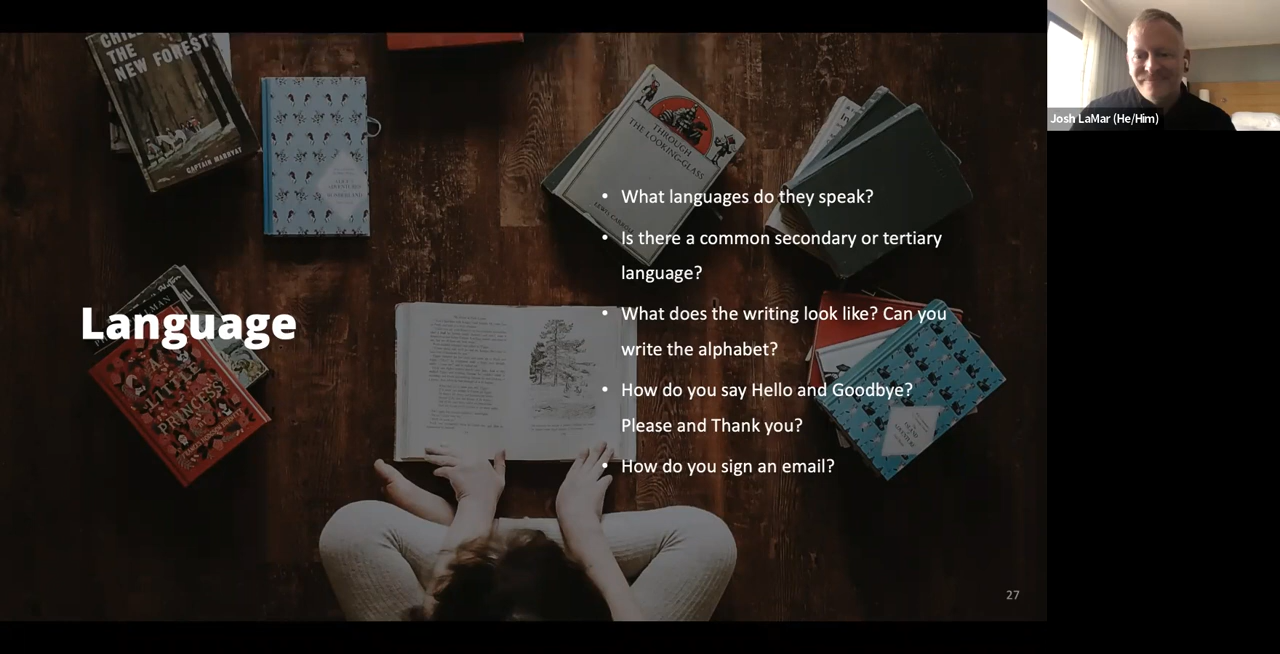 CHIL
THE
NEW FOREST
CAPTAIN MARRYAT
THROUGH
THE LOOKING-GLASS
LEWIS CARROLL
Language
LITTLE
PRINCESS
• What languages do they speak?
• Is there a common secondary or tertiary
language?
• What does the writing look like? Can you
write the alphabet?
• How do you say Hello and Goodbye?
Please and Thank you?
• How do you sign an email?
27
Josh LaMar (He/Him)